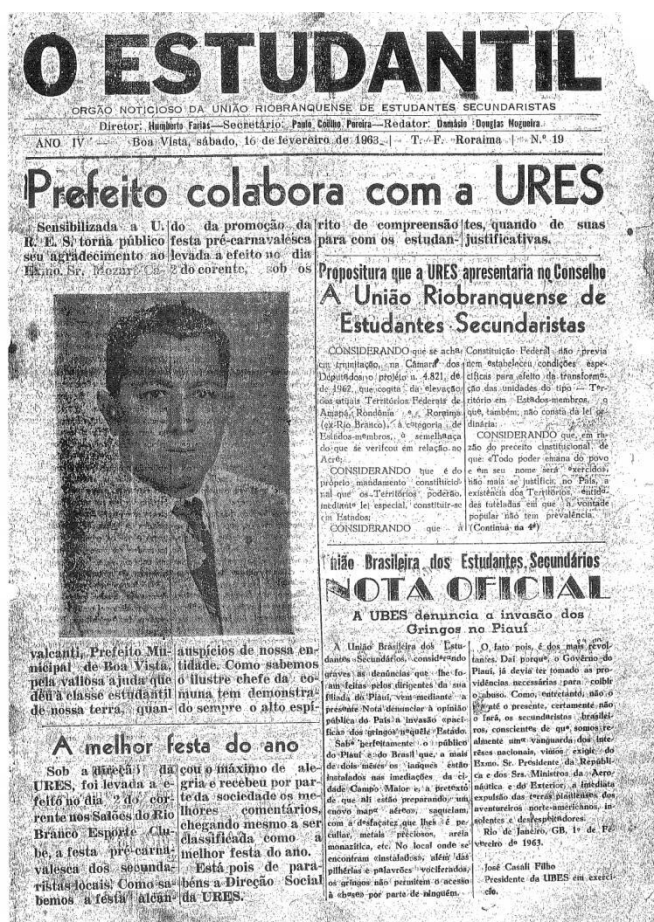 O ESTUDANTIL
ORGÃO NOTICIOSO DA UNIÃO RIOBRANQUENSE DE ESTUDANTES SECUNDARISTAS
Diretor: Humberto Farias—Secretário: Paulo Coêlho Pereira—Redator: Damásio Douglas Nogueira
ANO IV — Boa Vista, sábado, 16 de fevereiro de 1963 — T. F. Roraima — N.º 19
Prefeito colabora com a URES
Sensibilizada a U.
R. E. S. torna público
seu agradecimento ao
Exmo. Sr. Mozart Ca-
valcanti, Prefeito Mu-
nicipal de Boa Vista,
pela valiosa ajuda que
deu à classe estudantil
de nossa terra, quan-
do da promoção da
festa pré-carnavalesca
levada a efeito no dia
2 do corente, sob os
auspícios de nossa en-
tidade. Como sabemos
o ilustre chefe da co-
muna tem demonstra-
do sempre o alto espí-
rito de compreensão
para com os estudan-
tes, quando de suas
justificativas.
Propositura que a URES apresentaria no Conselho
A União Riobranquense de
Estudantes Secundaristas
CONSIDERANDO que se acha
em tramitação, na Câmara dos
Deputados o projéto n. 4.821, de
de 1962, que cogita da elevação
dos atuais Territórios Federais de
Amapá, Rondônia e Roraima
(ex-Rio Branco), à categoria de
Estados-membros, à semelhança
do que se verificou em relação ao
Acre;
CONSIDERANDO que é do
próprio mandamento constitucio-
nal que os Territórios poderão,
mediante lei especial, constituir-se
em Estados;
CONSIDERANDO que a
Constituição Federal não previa
nem estabeleceu condições espe-
cíficas para efeito da transforma-
ção das unidades do tipo — Ter-
ritório em Estados-membros, o
que, também, não consta da lei or-
dinária;
CONSIDERANDO que, em ra-
zão do preceito constitucional de
que: «Todo poder emana do povo
e em seu nome será exercido»,
não mais se justifica, no País, a
existência dos Territórios, entida-
des tuteladas em que a vontade
popular não tem prevalência.
(Continúa na 4ª)
nião Brasileira dos Estudantes Secundários
NOTA OFICIAL
A UBES denuncia a invasão dos
Gringos no Piauí
A União Brasileira dos Estu-
dantes Secundários, considerando
graves as denúncias que lhe fo-
ram feitas pelos dirigentes da sua
filiada do Piauí, vem mediante a
presente Nota denunciar à opinião
pública do País a invasão «pací-
fica» dos gringos naquêle Estado.
Sabe perfeitamente o público
do Piauí e do Brasil que, a mais
de dois mêses os ianques estão
instalados nas imediações da ci-
dade Campo Maior e, a pretexto
de que ali estão preparando um
novo mapa aéreo, saqueiam,
com a desfaçatez que lhes é pe-
culiar, metais preciosos, areia
monazítica, etc. No local onde se
encontram «instalados», além das
pilhérias e palavrões vociferados,
os gringos não permitem o acesso
por parte de ninguém.
O fato pois, é dos mais revol-
tantes. Daí porque, o Govêrno do
Piauí, já devia ter tomado as pro-
vidências necessárias para coibir
o abuso. Como, entretanto, não o
até o presente, certamente não
o fará, os secundaristas brasilei-
ros, conscientes de que somos re-
almente uma vanguarda dos inte-
rêsses nacionais, vimos exigir do
Exmo. Sr. Presidente da Repúbli-
ca e dos Srs. Ministros da Aero-
náutica e do Exterior, a imediata
expulsão das
aventureiros norte-americanos, in-
solentes e desrespeitadores.
Rio de Janeiro, GB, 1º de Fe-
vereiro de 1963.
José Casali Filho
Presidente da UBES em exercí-
cio.
A melhor festa do ano
Sob a direção da
URES, foi levada a e-
feito no dia 2 do cor-
rente nos Salões do Rio
Branco Esporte Clu-
be, a festa pré-carna-
valesca dos secunda-
ristas locais. Como sa-
bemos a festa alcan-
çou o máximo de ale-
gria e recebeu por par-
te da sociedade os me-
lhores comentários,
chegando mesmo a ser
classificada como a
melhor festa do ano.
Está pois de para-
béns a Direção Social
da URES.